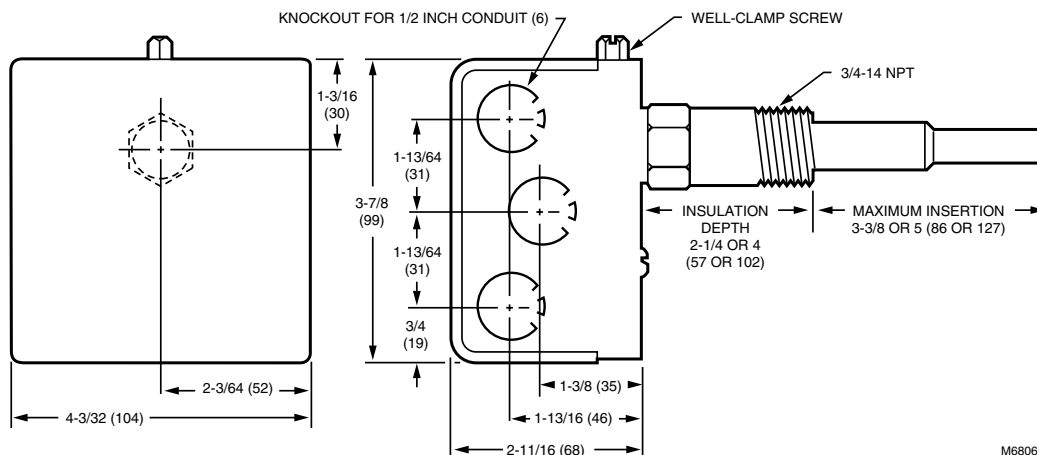 KNOCKOUT FOR 1/2 INCH CONDUIT (6)
WELL-CLAMP SCREW
3/4-14 NPT
1-3/16
(30)
1-13/64
(31)
3-7/8
(99)
1-13/64
(31)
3/4
(19)
INSULATION
DEPTH
2-1/4 OR 4
(57 OR 102)
MAXIMUM INSERTION
3-3/8 OR 5 (86 OR 127)
2-3/64 (52)
4-3/32 (104)
1-3/8 (35)
1-13/16 (46)
2-11/16 (68)
M6806